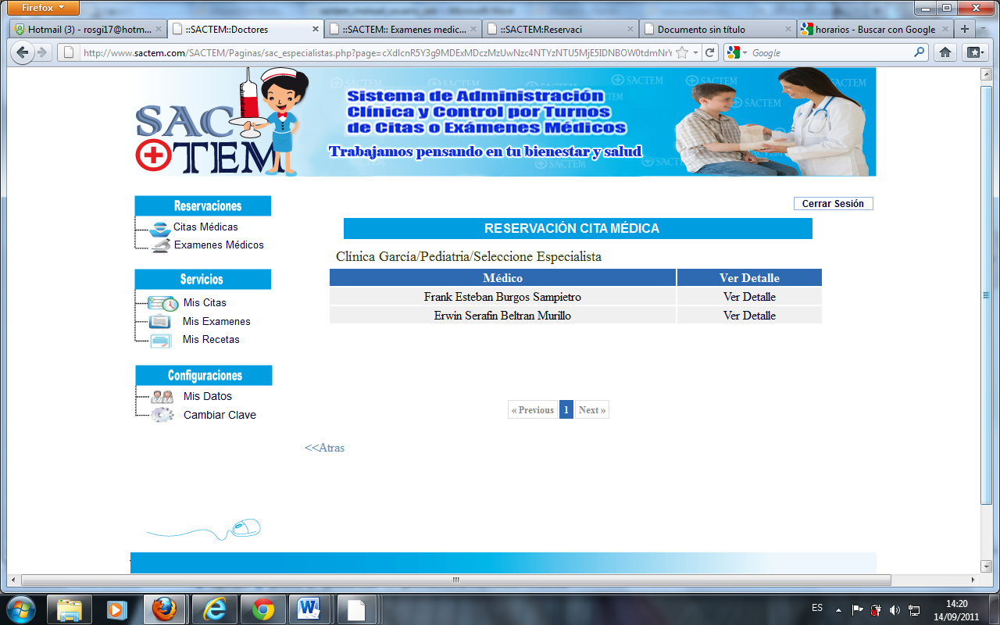 Firefox
Hotmail (3) - rosgi17@hotm...
::SACTEM::Doctores
::SACTEM:: Examenes medic...
::SACTEM:Reservaci
Documento sin título
horarios - Buscar con Google
http://www.sactem.com/SACTEM/Paginas/sac_especialistas.php?page=
Google
SACTEM
Sistema de Administración
Clínica y Control por Turnos
de Citas o Exámenes Médicos
Trabajamos pensando en tu bienestar y salud
Cerrar Sesión
Reservaciones
Citas Médicas
Examenes Médicos
Servicios
Mis Citas
Mis Examenes
Mis Recetas
Configuraciones
Mis Datos
Cambiar Clave
RESERVACIÓN CITA MÉDICA
Clínica García/Pediatria/Seleccione Especialista
Médico Ver Detalle
Frank Esteban Burgos Sampietro Ver Detalle
Erwin Serafin Beltran Murillo Ver Detalle
« Previous 1 Next »
<<Atras
ES
14:20
14/09/2011